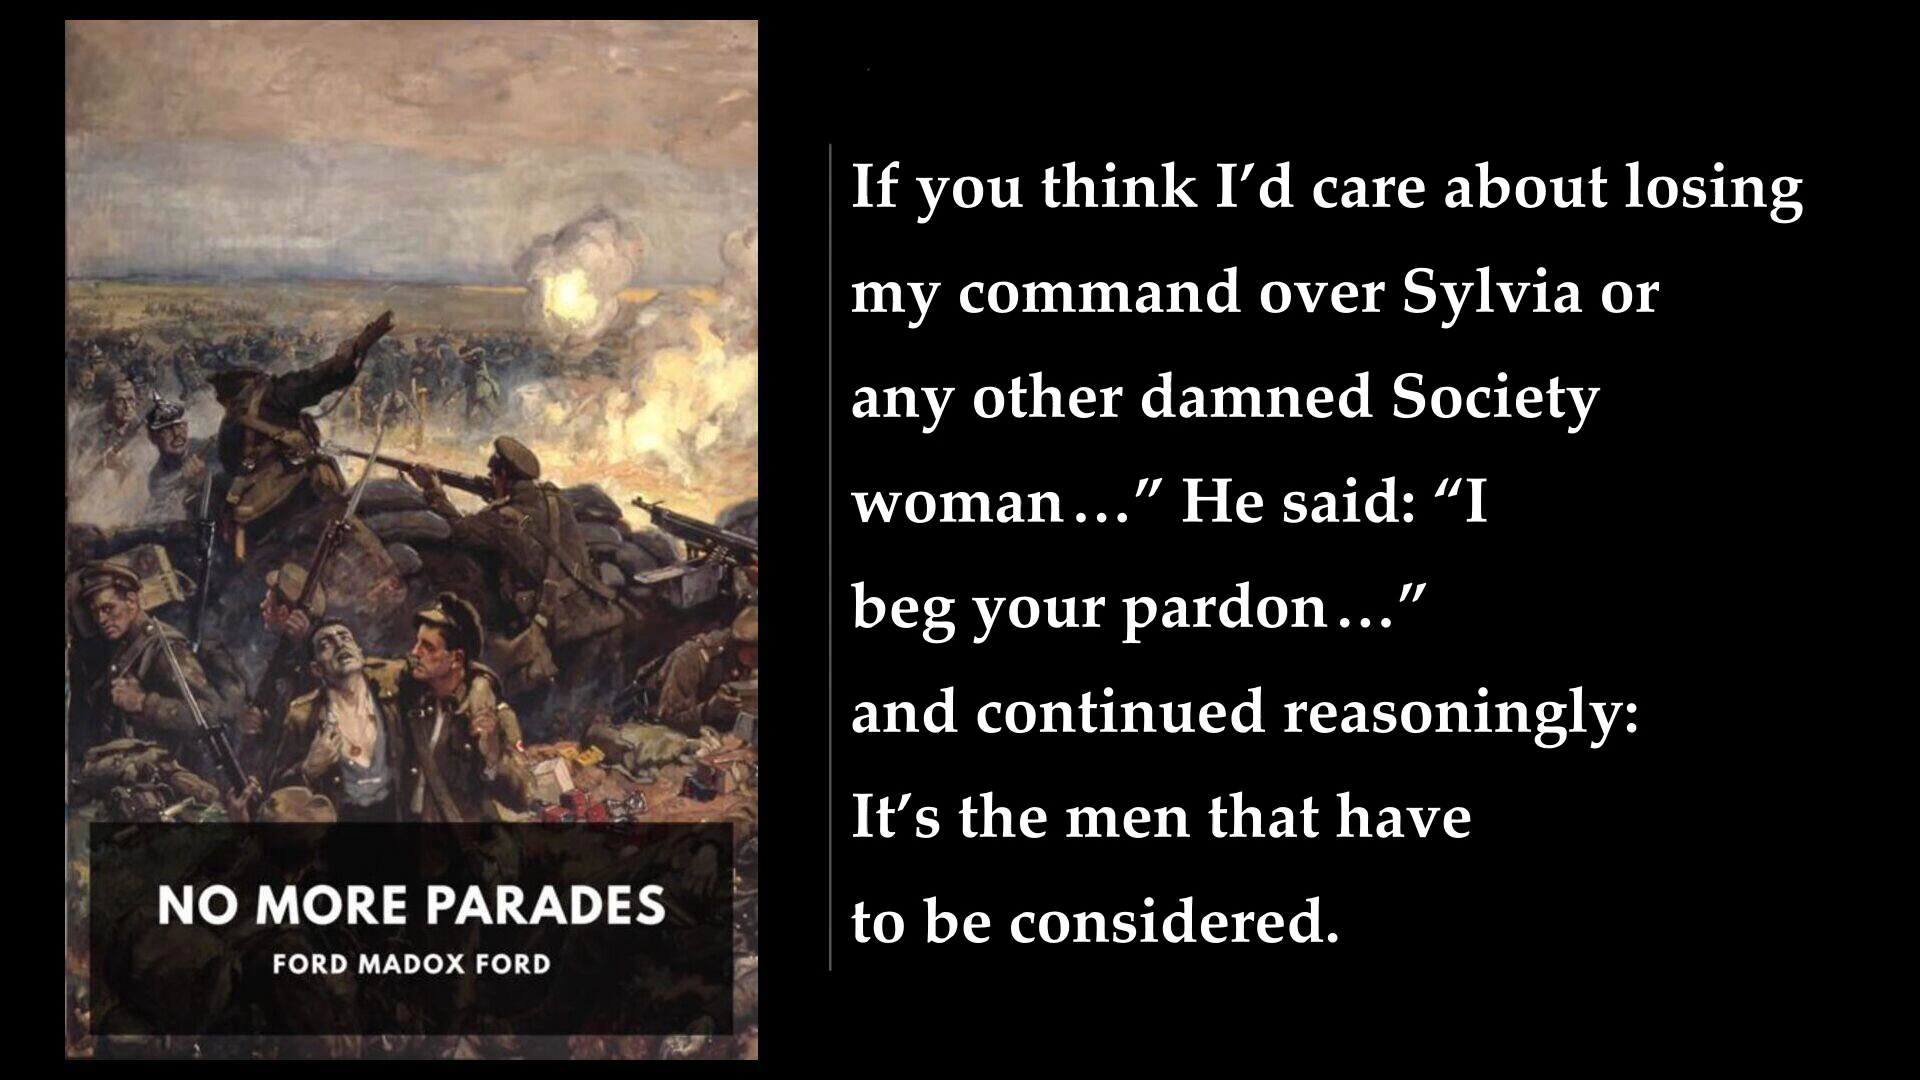 NO MORE PARADES
FORD MADOX FORD
If you think I’d care about losing
my command over Sylvia or
any other damned Society
woman…” He said: “I
beg your pardon…”
and continued reasoningly:
It’s the men that have
to be considered.